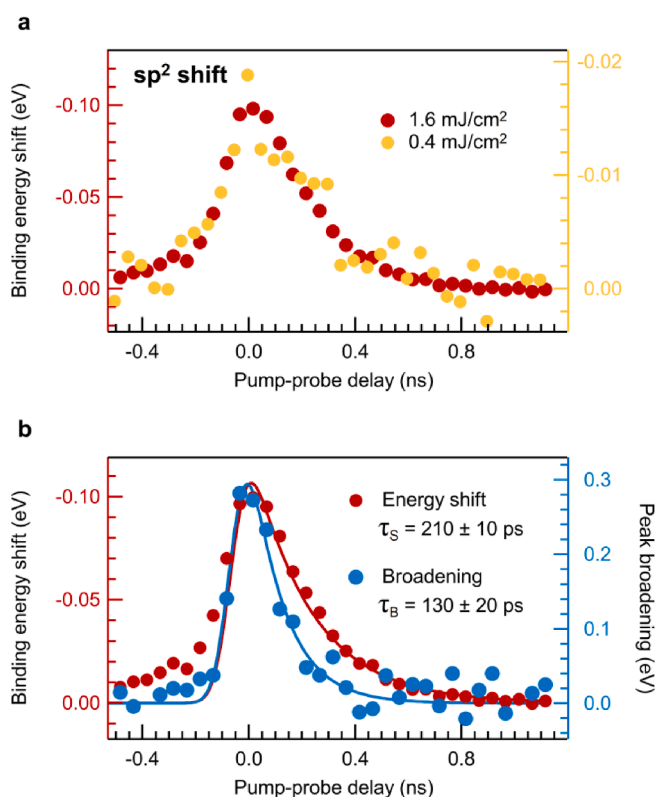 a
sp² shift
1.6 mJ/cm²
0.4 mJ/cm²
Binding energy shift (eV)
-0.10
-0.05
0.00
-0.02
-0.01
0.00
-0.4
0.0
0.4
0.8
Pump-probe delay (ns)
b
Energy shift
τS = 210 ± 10 ps
Broadening
τB = 130 ± 20 ps
Binding energy shift (eV)
-0.10
-0.05
0.00
0.3
0.2
0.1
0.0
Peak broadening (eV)
-0.4
0.0
0.4
0.8
Pump-probe delay (ns)